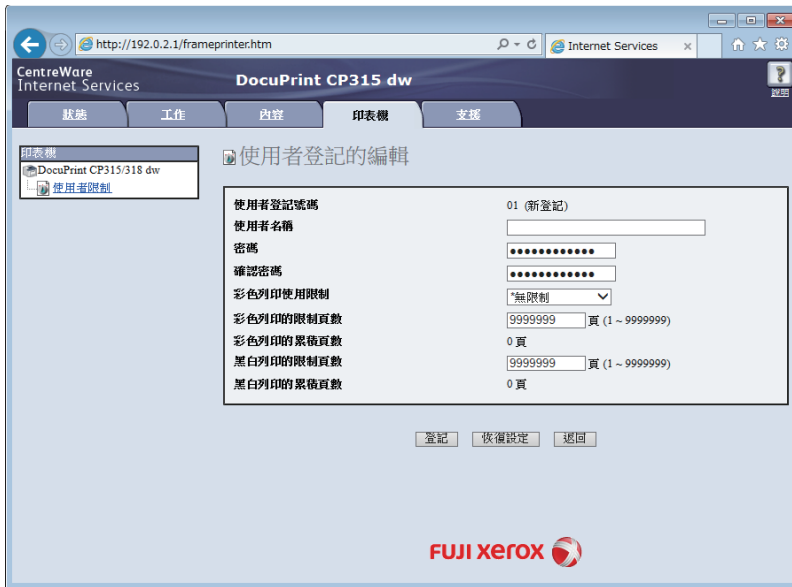 http://192.0.2.1/frameprinter.htm
Internet Services
CentreWare
Internet Services
DocuPrint CP315 dw
說明
狀態
工作
內容
印表機
支援
印表機
DocuPrint CP315/318 dw
使用者限制
使用者登記的編輯
使用者登記號碼 01 (新登記)
使用者名稱
密碼 ●●●●●●●●●●●●
確認密碼 ●●●●●●●●●●●●
彩色列印使用限制 *無限制
彩色列印的限制頁數 9999999 頁 (1 ~ 9999999)
彩色列印的累積頁數 0 頁
黑白列印的限制頁數 9999999 頁 (1 ~ 9999999)
黑白列印的累積頁數 0 頁
登記 恢復設定 返回
FUJI xerox